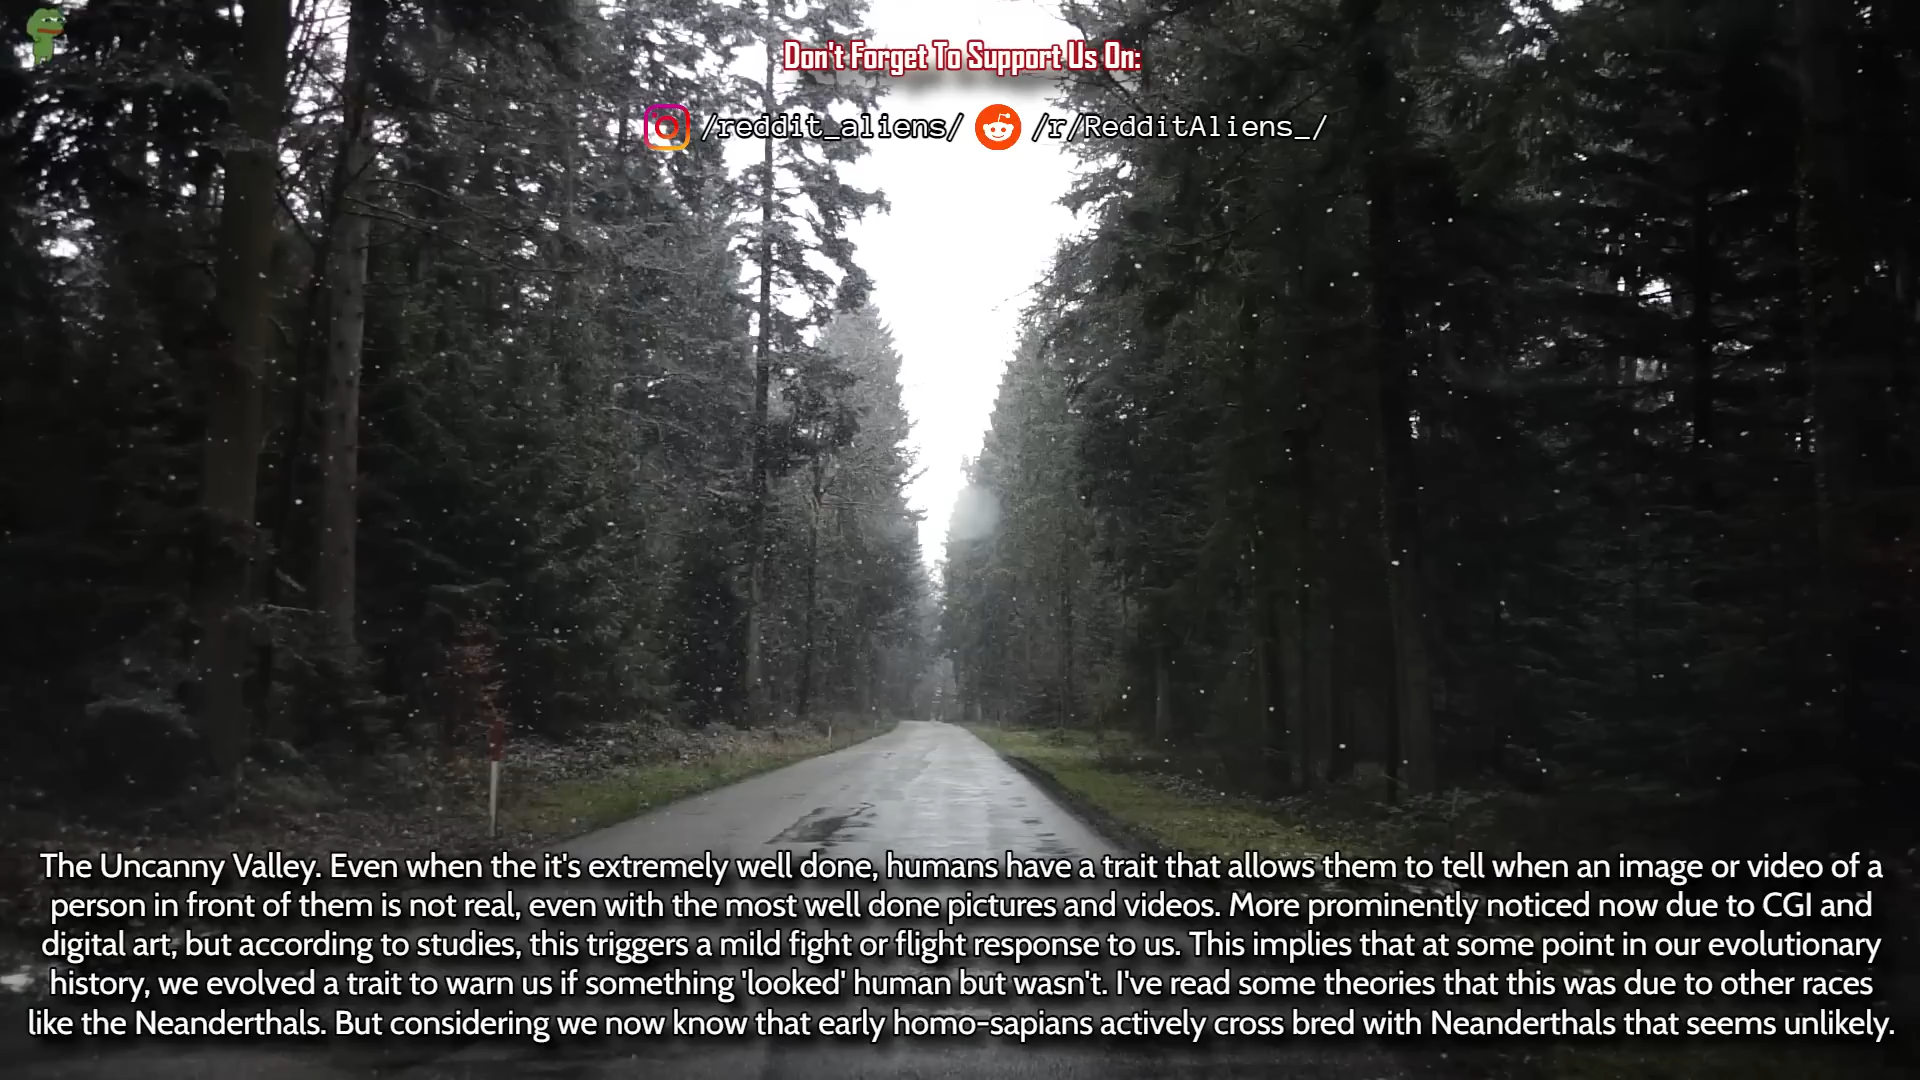 Don't Forget To Support Us On:
/reddit_aliens/ /r/RedditAliens_/
The Uncanny Valley. Even when the it's extremely well done, humans have a trait that allows them to tell when an image or video of a
person in front of them is not real, even with the most well done pictures and videos. More prominently noticed now due to CGI and
digital art, but according to studies, this triggers a mild fight or flight response to us. This implies that at some point in our evolutionary
history, we evolved a trait to warn us if something 'looked' human but wasn't. I've read some theories that this was due to other races
like the Neanderthals. But considering we now know that early homo-sapians actively cross bred with Neanderthals that seems unlikely.